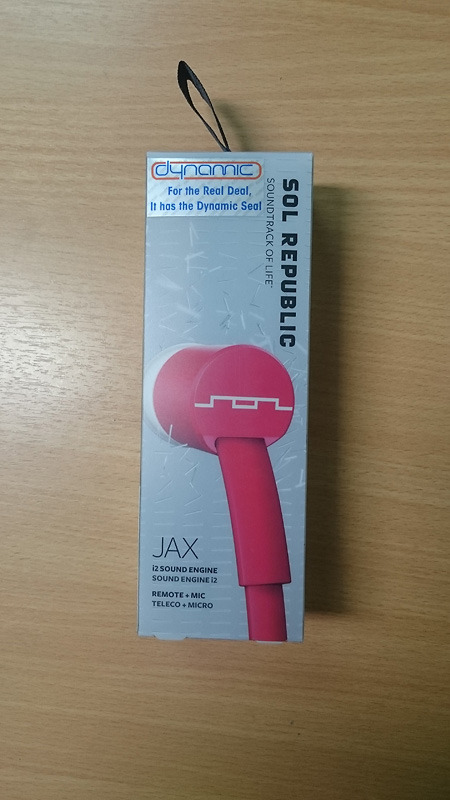 dynamic
For the Real Deal,
It has the Dynamic Seal
SOL REPUBLIC
SOUNDTRACK OF LIFE™
JAX
i2 SOUND ENGINE
SOUND ENGINE i2
REMOTE + MIC
TELECO + MICRO